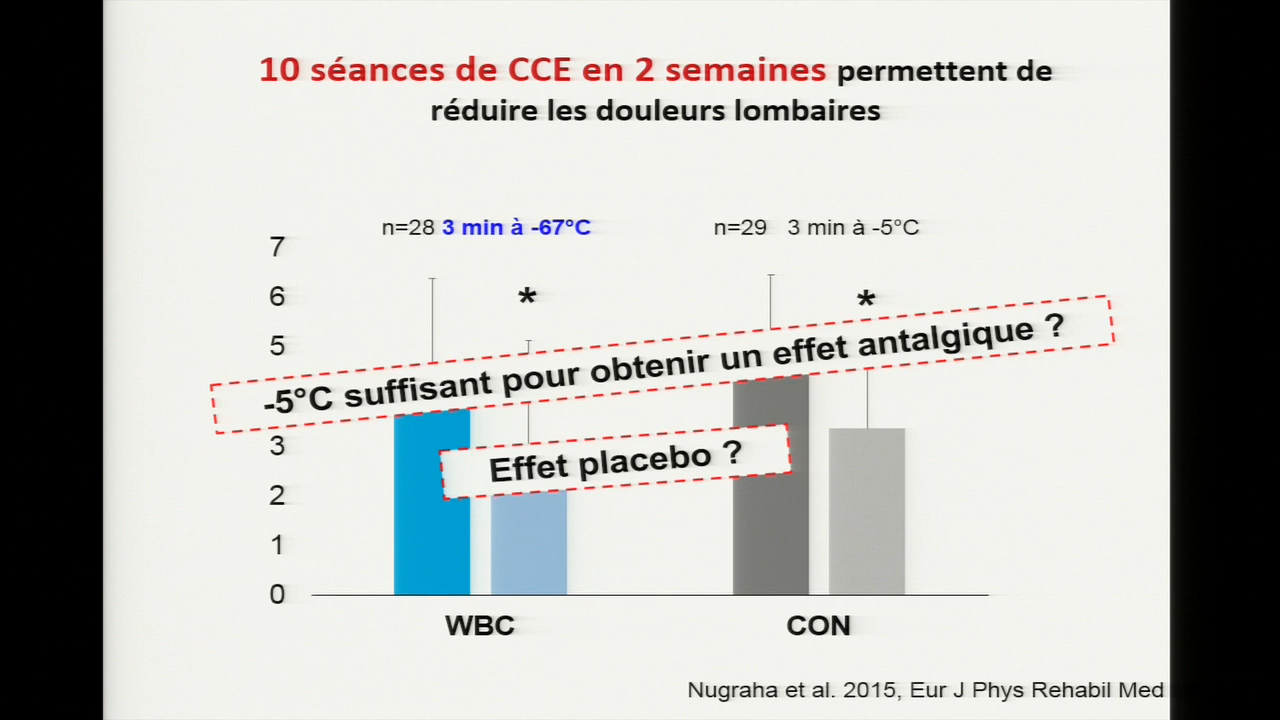 10 séances de CCE en 2 semaines permettent de
réduire les douleurs lombaires
n=28 3 min à -67°C
n=29 3 min à -5°C
7
6
5
3
2
1
0
*
*
-5°C suffisant pour obtenir un effet antalgique ?
Effet placebo ?
WBC
CON
Nugraha et al. 2015, Eur J Phys Rehabil Med